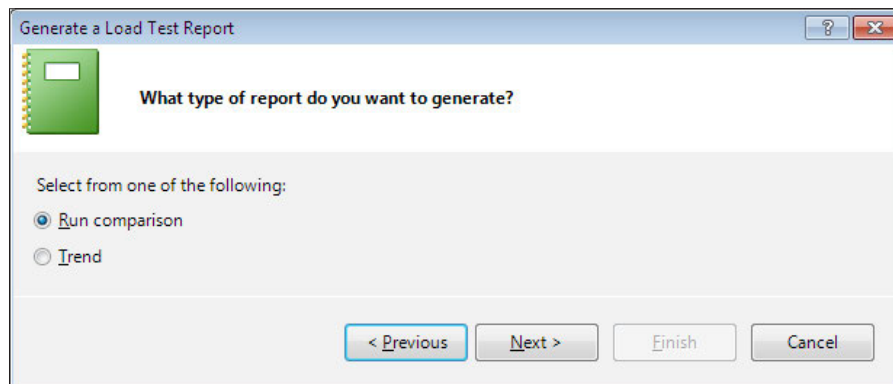 Generate a Load Test Report
What type of report do you want to generate?
Select from one of the following:
Run comparison
Trend
< Previous Next > Finish Cancel